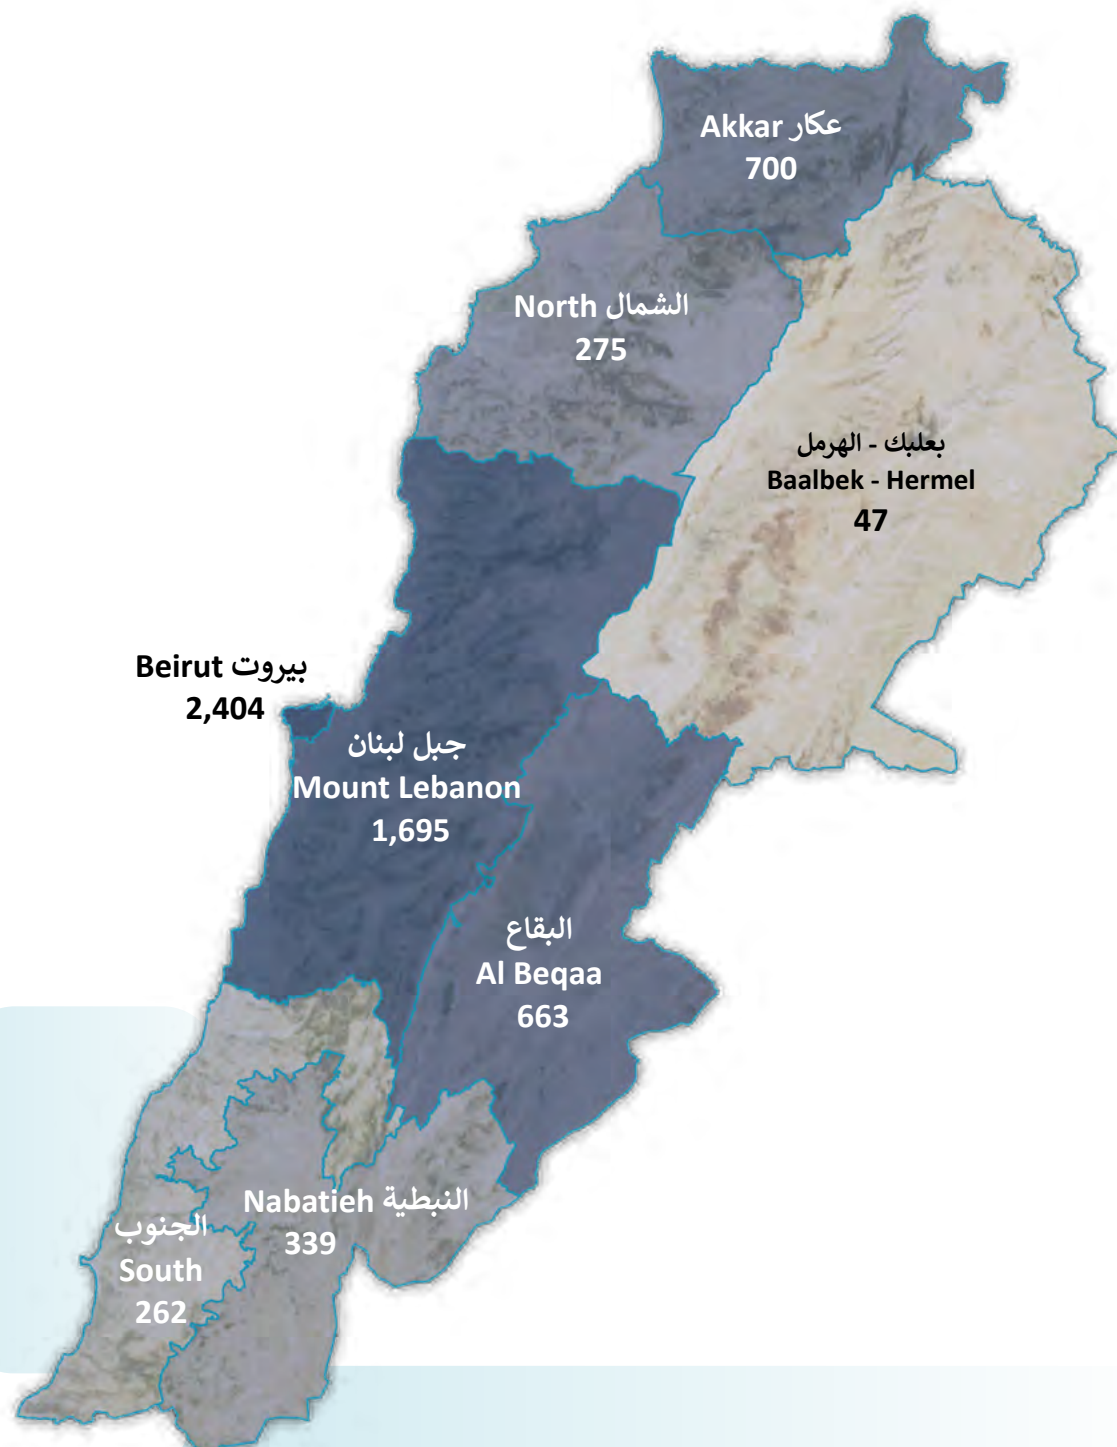 عكار Akkar
700
الشمال North
275
بعلبك - الهرمل
Baalbek - Hermel
47
بيروت Beirut
2,404
جبل لبنان
Mount Lebanon
1,695
البقاع
Al Beqaa
663
النبطية Nabatieh
339
الجنوب
South
262